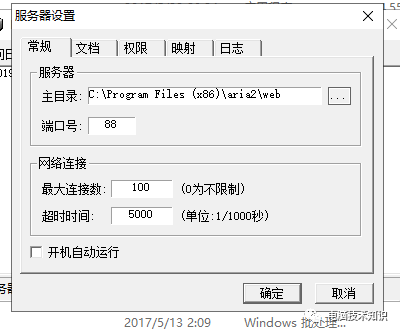 服务器设置
常规 文档 权限 映射 日志
服务器
主目录: C:\Program Files (x86)\aria2\web ...
端口号: 88
网络连接
最大连接数: 100 (0为不限制)
超时时间: 5000 (单位:1/1000秒)
开机自动运行
确定 取消
电脑技术知识
2017/5/13 2:09 Windows 批处理...